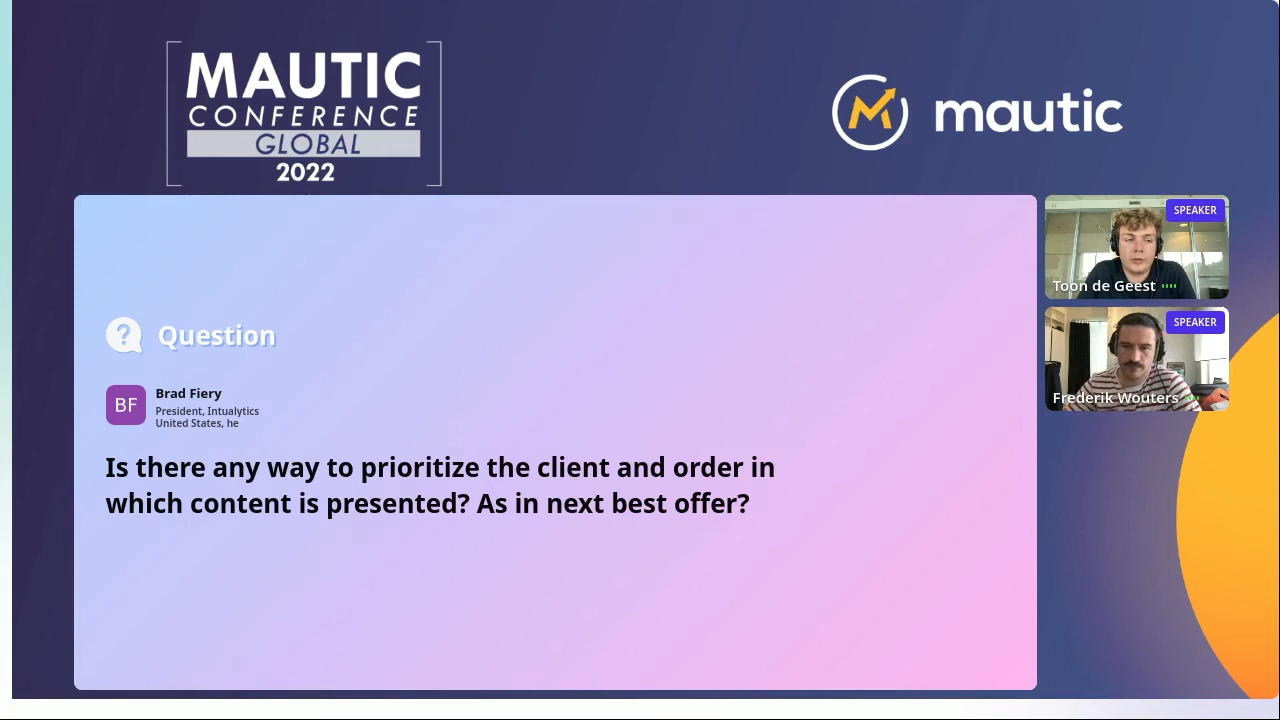 MAUTIC
CONFERENCE
GLOBAL
2022
mautic
SPEAKER
Toon de Geest
SPEAKER
Frederik Wouters
? Question
BF
Brad Fiery
President, Intualytics
United States, he
Is there any way to prioritize the client and order in
which content is presented? As in next best offer?